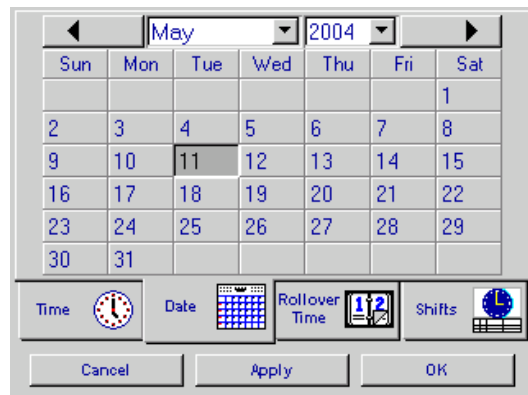 May 2004
Sun Mon Tue Wed Thu Fri Sat
1
2 3 4 5 6 7 8
9 10 11 12 13 14 15
16 17 18 19 20 21 22
23 24 25 26 27 28 29
30 31
Time Date Rollover Time 12 Shifts
Cancel Apply OK